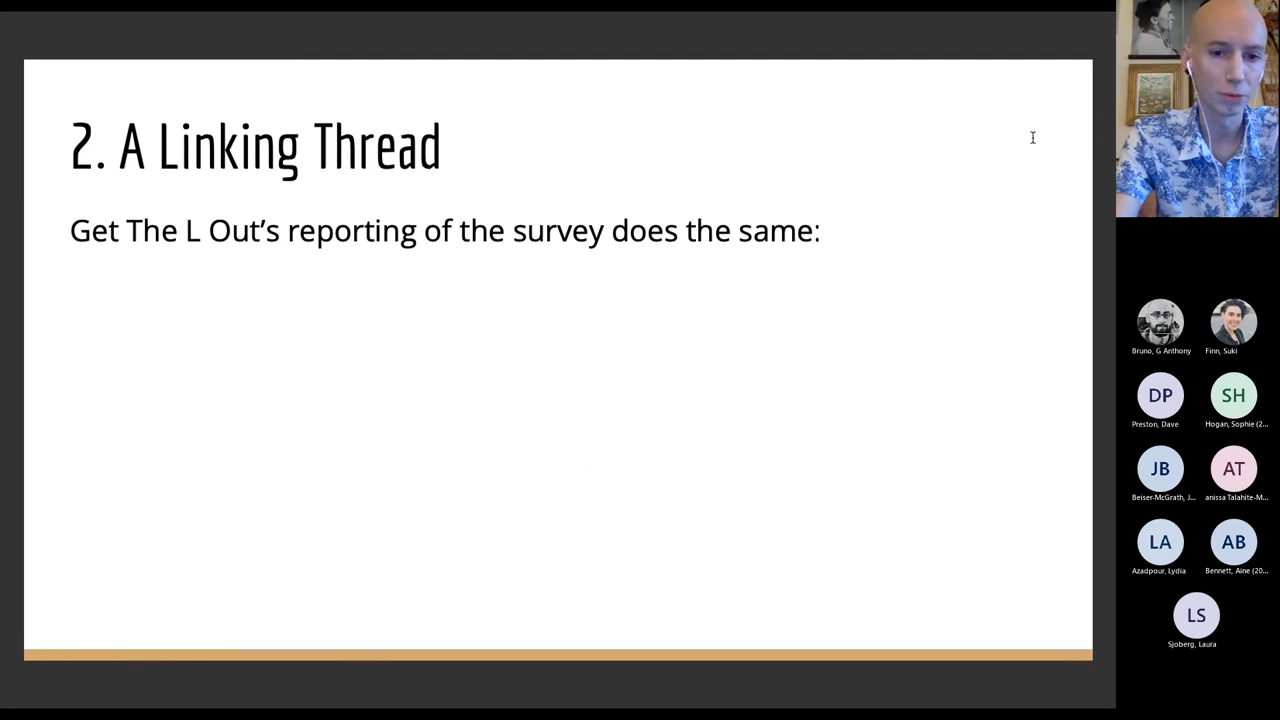 2. A Linking Thread
Get The L Out’s reporting of the survey does the same:
Bruno, G Anthony
Finn, Suki
DP
Preston, Dave
SH
Hogan, Sophie (2...
JB
Beiser-McGrath, J...
AT
anissa Talahite-M...
LA
Azadpour, Lydia
AB
Bennett, Aine (20...
LS
Sjoberg, Laura